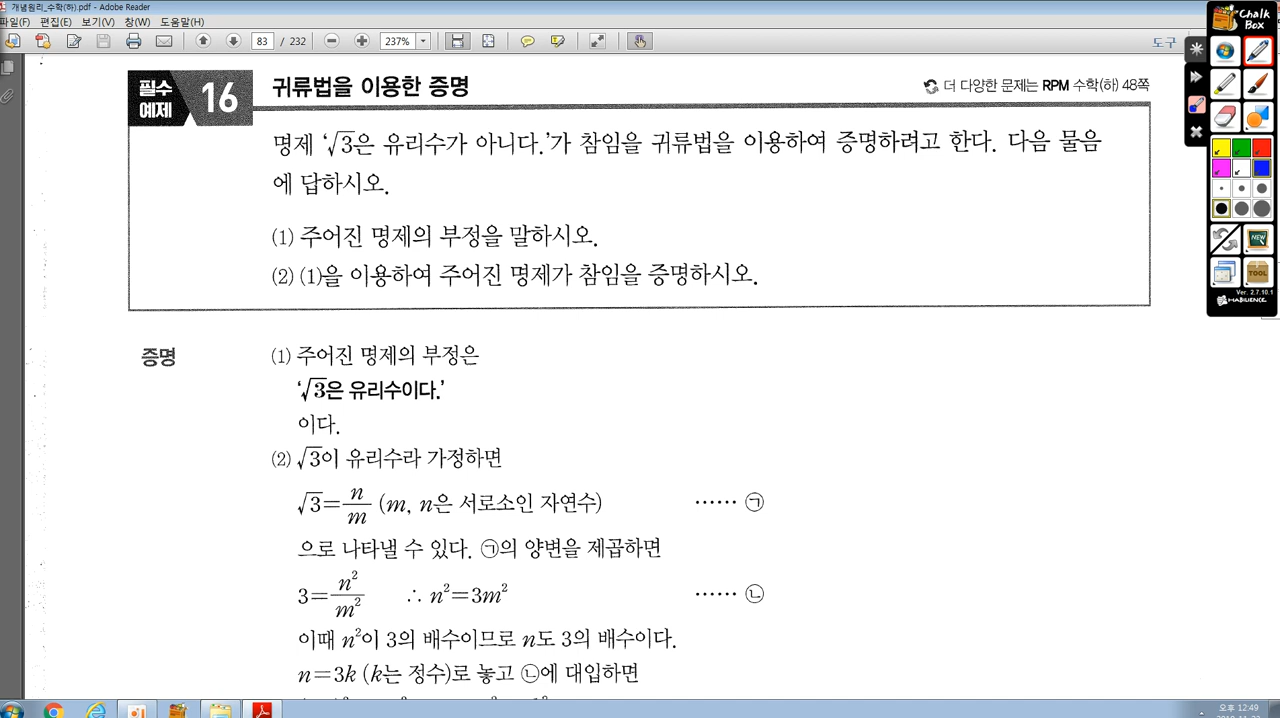 개념원리_수학(하).pdf - Adobe Reader
파일(F) 편집(E) 보기(V) 창(W) 도움말(H)
83 / 232 237% 도구
Chalk Box
필수 예제 16 귀류법을 이용한 증명 더 다양한 문제는 RPM 수학(하) 48쪽
명제 ‘√3은 유리수가 아니다.’가 참임을 귀류법을 이용하여 증명하려고 한다. 다음 물음
에 답하시오.
(1) 주어진 명제의 부정을 말하시오.
(2) (1)을 이용하여 주어진 명제가 참임을 증명하시오.
NEW
TOOL
Ver. 2.7.10.1
HABILIENCE
증명 (1) 주어진 명제의 부정은
‘√3은 유리수이다.’
이다.
(2) √3이 유리수라 가정하면
√3=n/m (m, n은 서로소인 자연수) …… ㉠
으로 나타낼 수 있다. ㉠의 양변을 제곱하면
3=n²/m² ∴ n²=3m² …… ㉡
이때 n²이 3의 배수이므로 n도 3의 배수이다.
n=3k (k는 정수)로 놓고 ㉡에 대입하면
오후 12:49